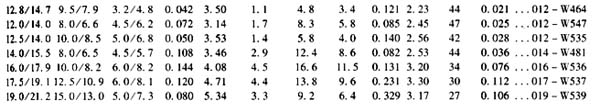 12.8/14.7 9.5/7.9 3.2/4.8 0.042 3.50 1.1 4.8 3.4 0.121 2.23 44 0.021 ...012-W464
12.0/14.0 8.0/6.6 4.5/6.2 0.072 3.14 1.7 8.3 5.8 0.085 2.45 47 0.025 ...012-W547
12.5/14.0 10.0/8.5 5.0/6.8 0.050 3.53 1.4 5.8 4.0 0.140 2.56 42 0.028 ...012-W535
14.0/15.5 8.0/6.5 4.5/5.7 0.108 3.46 2.9 12.4 8.6 0.082 2.53 44 0.036 ...014-W481
16.0/17.9 10.0/8.2 6.0/8.2 0.144 4.08 4.5 16.6 11.5 0.131 3.20 34 0.076 ...016-W536
17.5/19.1 12.5/10.9 6.0/8.1 0.120 4.71 4.4 13.8 9.6 0.231 3.30 30 0.112 ...017-W537
19.0/21.2 15.0/13.0 5.0/7.3 0.080 5.34 3.3 9.2 6.4 0.329 3.17 27 0.106 ...019-W539